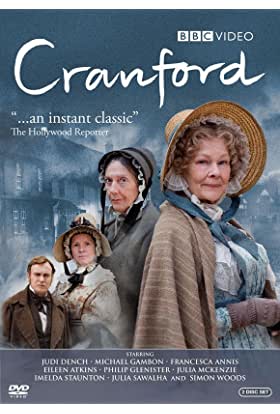 BBC VIDEO
Cranford
"...an instant classic"
The Hollywood Reporter
STARRING
JUDI DENCH • MICHAEL GAMBON • FRANCESCA ANNIS
EILEEN ATKINS • PHILIP GLENISTER • JULIA MCKENZIE
IMELDA STAUNTON • JULIA SAWALHA AND SIMON WOODS
DVD
VIDEO
2 DISC SET